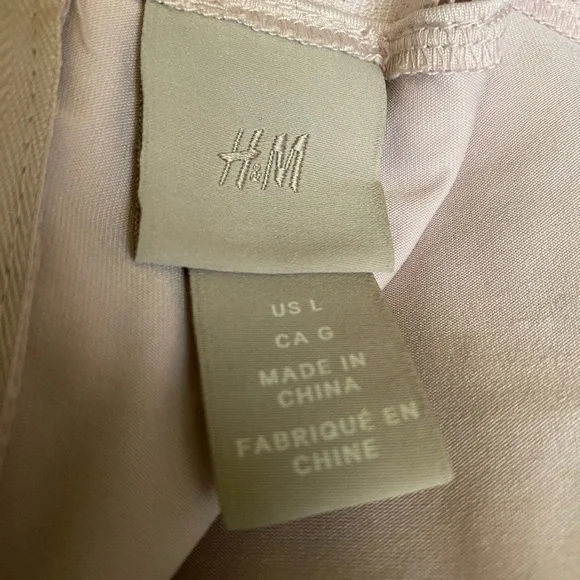 H&M
US L
CA G
MADE IN
CHINA
FABRIQUÉ EN
CHINE